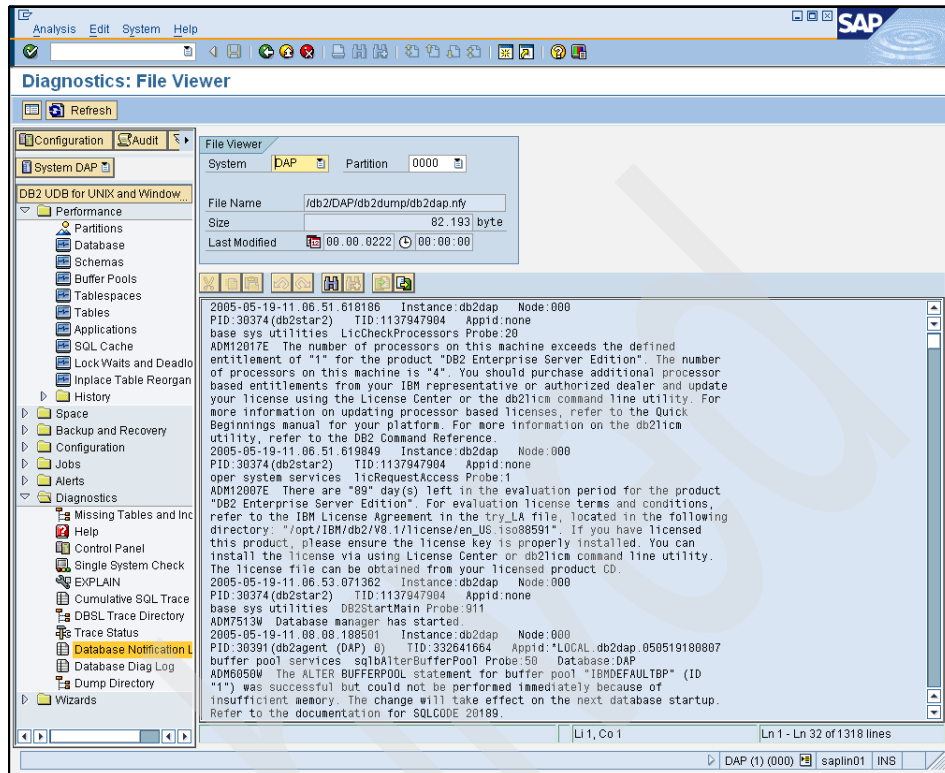 Analysis Edit System Help
SAP
Diagnostics: File Viewer
Refresh
Configuration Audit
System DAP
DB2 UDB for UNIX and Window...
Performance
Partitions
Database
Schemas
Buffer Pools
Tablespaces
Tables
Applications
SQL Cache
Lock Waits and Deadlo
Inplace Table Reorgan
History
Space
Backup and Recovery
Configuration
Jobs
Alerts
Diagnostics
Missing Tables and Inc
Help
Control Panel
Single System Check
EXPLAIN
Cumulative SQL Trace
DBSL Trace Directory
Trace Status
Database Notification L
Database Diag Log
Dump Directory
Wizards
File Viewer
System DAP Partition 0000
File Name /db2/DAP/db2dump/db2dap.nfy
Size 82.193 byte
Last Modified 00.00.0222 00:00:00
2005-05-19-11.06.51.618186 Instance:db2dap Node:000
PID:30374(db2star2) TID:1137947904 Appid:none
base sys utilities LicCheckProcessors Probe:20
ADM12017E The number of processors on this machine exceeds the defined
entitlement of "1" for the product "DB2 Enterprise Server Edition". The number
of processors on this machine is "4". You should purchase additional processor
based entitlements from your IBM representative or authorized dealer and update
your license using the License Center or the db2licm command line utility. For
more information on updating processor based licenses, refer to the Quick
Beginnings manual for your platform. For more information on the db2licm
utility, refer to the DB2 Command Reference.
2005-05-19-11.06.51.619849 Instance:db2dap Node:000
PID:30374(db2star2) TID:1137947904 Appid:none
oper system services licRequestAccess Probe:1
ADM12007E There are "89" day(s) left in the evaluation period for the product
"DB2 Enterprise Server Edition". For evaluation license terms and conditions,
refer to the IBM License Agreement in the try_LA file, located in the following
directory: "/opt/IBM/db2/V8.1/license/en_US.iso88591". If you have licensed
this product, please ensure the license key is properly installed. You can
install the license via using License Center or db2licm command line utility.
The license file can be obtained from your licensed product CD.
2005-05-19-11.06.53.071362 Instance:db2dap Node:000
PID:30374(db2star2) TID:1137947904 Appid:none
base sys utilities DB2StartMain Probe:911
ADM7513W Database manager has started.
2005-05-19-11.08.08.188501 Instance:db2dap Node:000
PID:30391(db2agent (DAP) 0) TID:332641664 Appid:*LOCAL.db2dap.050519180807
buffer pool services sqlbAlterBufferPool Probe:50 Database:DAP
ADM6050W The ALTER BUFFERPOOL statement for buffer pool "IBMDEFAULTBP" (ID
"1") was successful but could not be performed immediately because of
insufficient memory. The change will take effect on the next database startup.
Refer to the documentation for SQLCODE 20189.
Li 1, Co 1 Ln 1 - Ln 32 of 1318 lines
DAP (1) (000) saplin01 INS